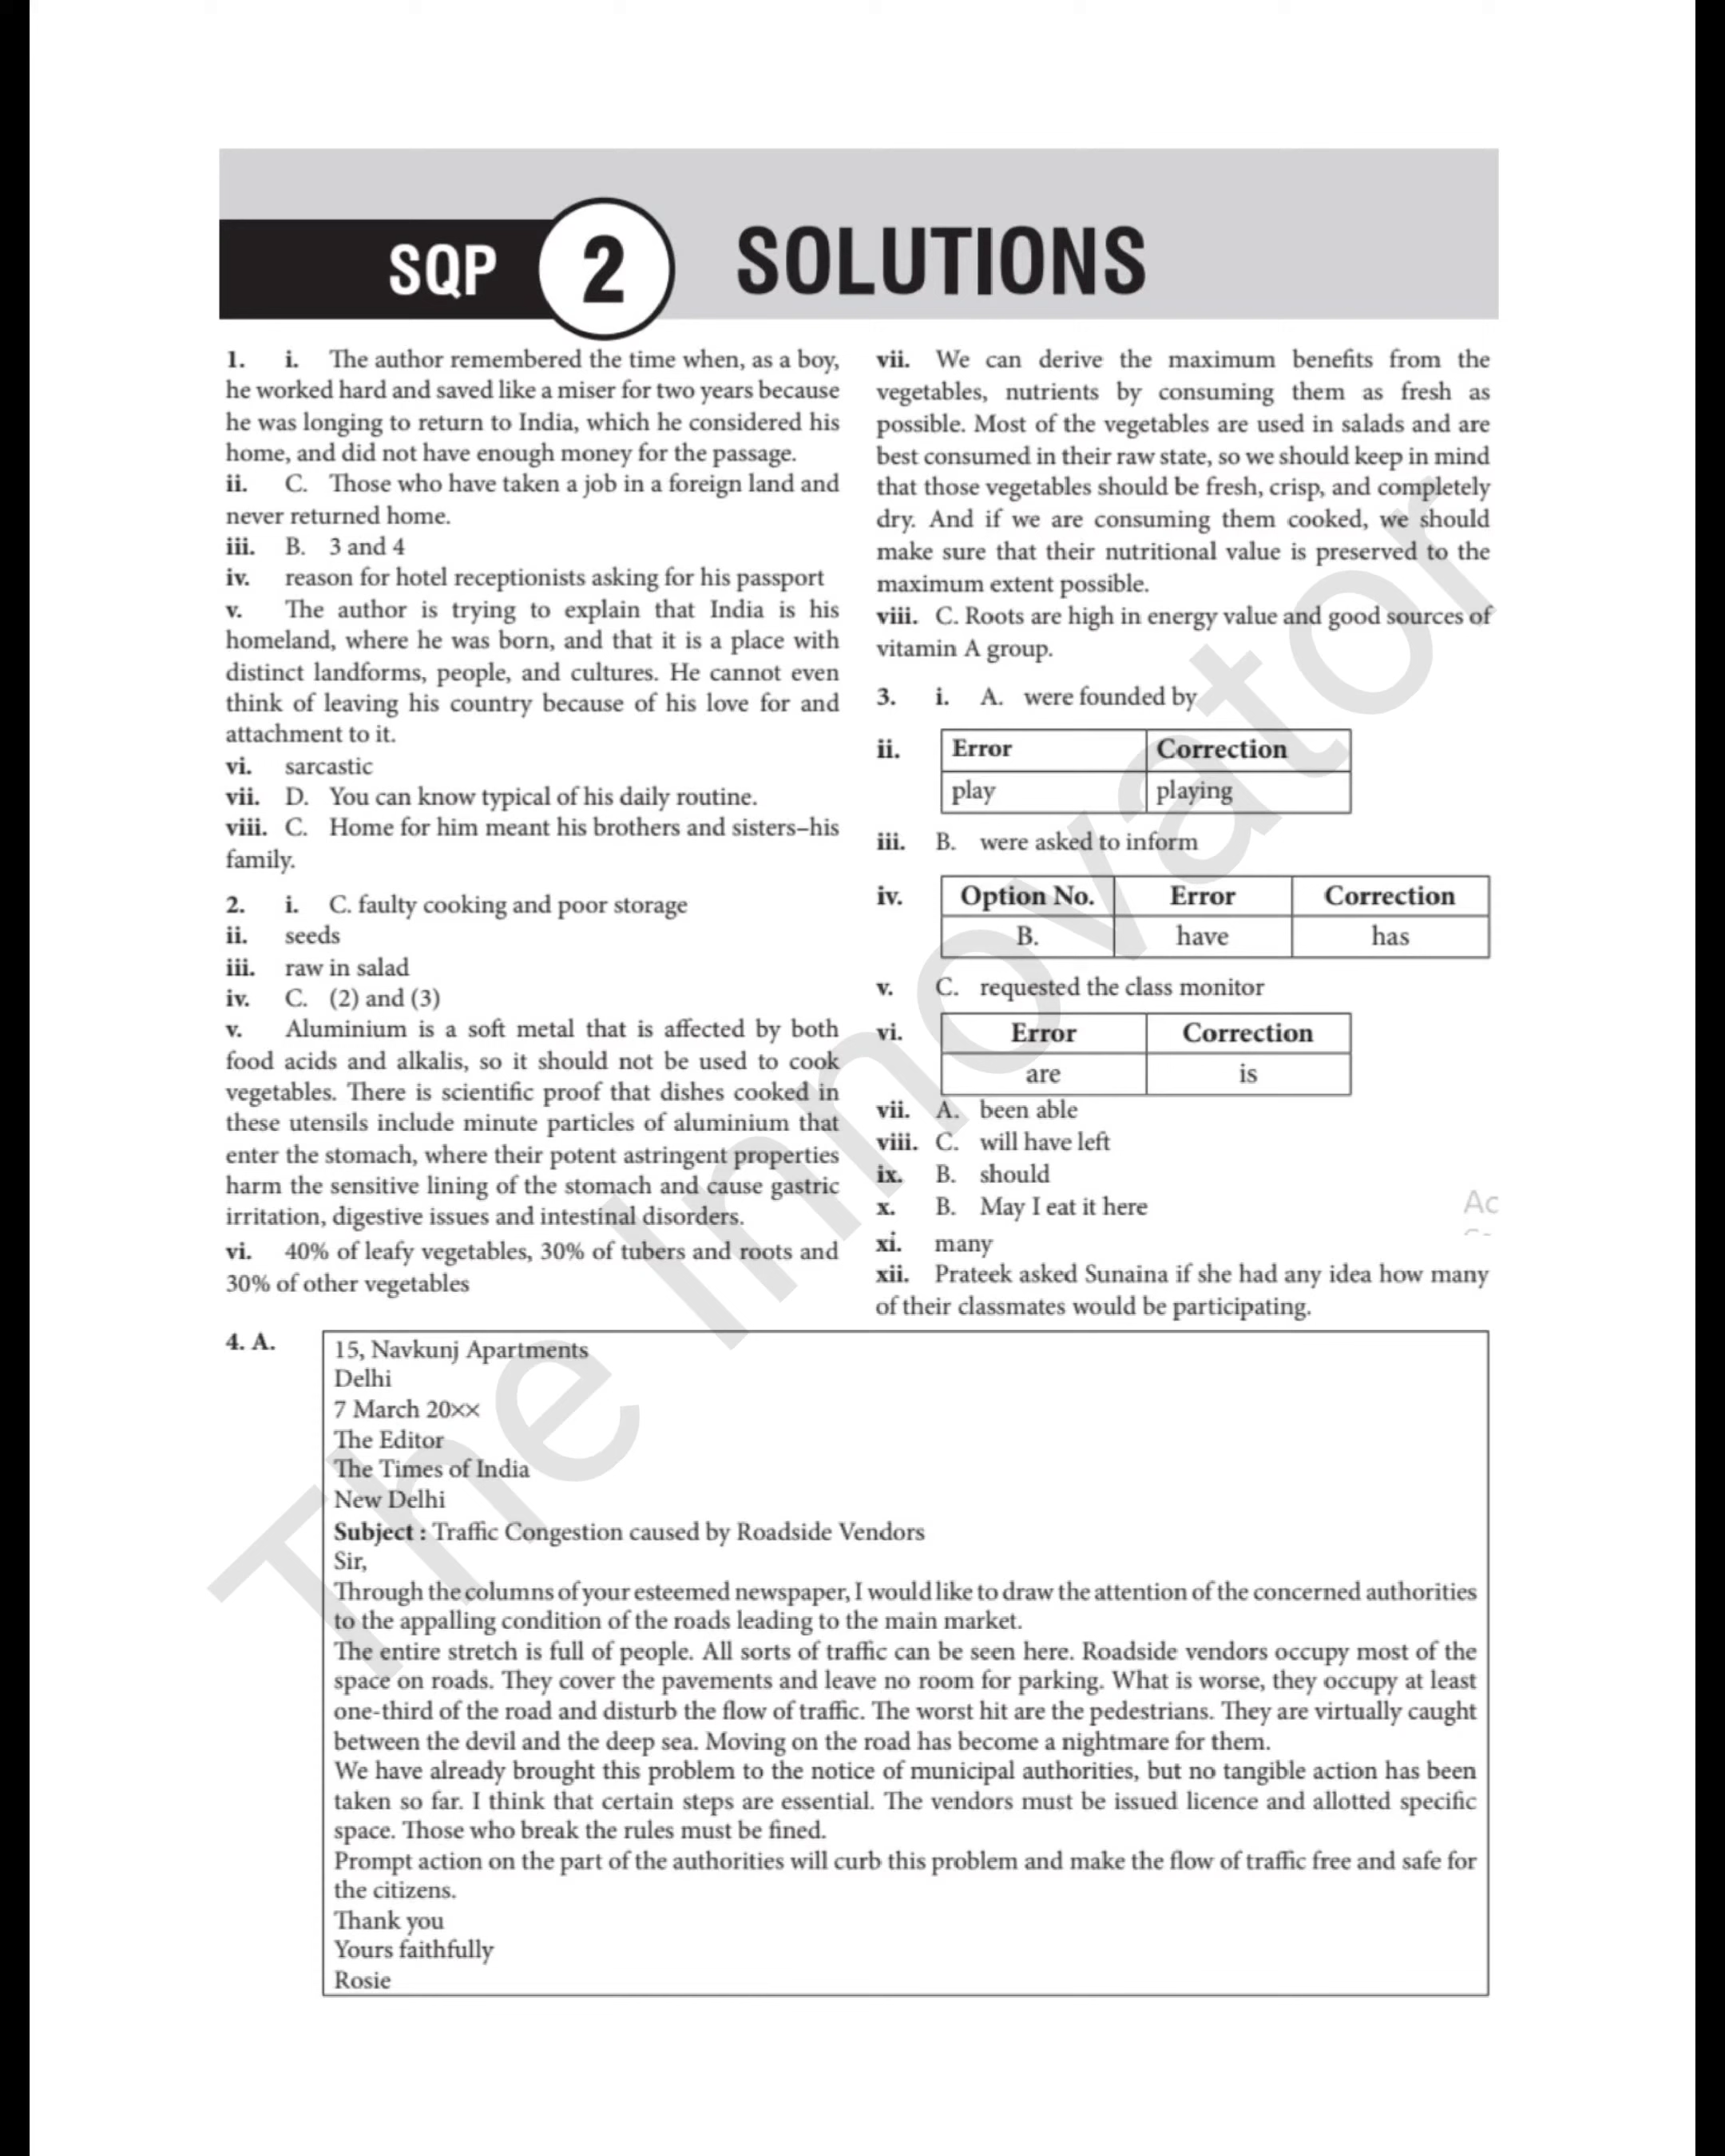 SQP 2 SOLUTIONS
1. i. The author remembered the time when, as a boy,
he worked hard and saved like a miser for two years because
he was longing to return to India, which he considered his
home, and did not have enough money for the passage.
ii. C. Those who have taken a job in a foreign land and
never returned home.
iii. B. 3 and 4
iv. reason for hotel receptionists asking for his passport
v. The author is trying to explain that India is his
homeland, where he was born, and that it is a place with
distinct landforms, people, and cultures. He cannot even
think of leaving his country because of his love for and
attachment to it.
vi. sarcastic
vii. D. You can know typical of his daily routine.
viii. C. Home for him meant his brothers and sisters–his
family.
2. i. C. faulty cooking and poor storage
ii. seeds
iii. raw in salad
iv. C. (2) and (3)
v. Aluminium is a soft metal that is affected by both
food acids and alkalis, so it should not be used to cook
vegetables. There is scientific proof that dishes cooked in
these utensils include minute particles of aluminium that
enter the stomach, where their potent astringent properties
harm the sensitive lining of the stomach and cause gastric
irritation, digestive issues and intestinal disorders.
vi. 40% of leafy vegetables, 30% of tubers and roots and
30% of other vegetables
vii. We can derive the maximum benefits from the
vegetables, nutrients by consuming them as fresh as
possible. Most of the vegetables are used in salads and are
best consumed in their raw state, so we should keep in mind
that those vegetables should be fresh, crisp, and completely
dry. And if we are consuming them cooked, we should
make sure that their nutritional value is preserved to the
maximum extent possible.
viii. C. Roots are high in energy value and good sources of
vitamin A group.
3. i. A. were founded by
ii. Error Correction
play playing
iii. B. were asked to inform
iv. Option No. Error Correction
B. have has
v. C. requested the class monitor
vi. Error Correction
are is
vii. A. been able
viii. C. will have left
ix. B. should
x. B. May I eat it here
xi. many
xii. Prateek asked Sunaina if she had any idea how many
of their classmates would be participating.
4. A. 15, Navkunj Apartments
Delhi
7 March 20××
The Editor
The Times of India
New Delhi
Subject : Traffic Congestion caused by Roadside Vendors
Sir,
Through the columns of your esteemed newspaper, I would like to draw the attention of the concerned authorities
to the appalling condition of the roads leading to the main market.
The entire stretch is full of people. All sorts of traffic can be seen here. Roadside vendors occupy most of the
space on roads. They cover the pavements and leave no room for parking. What is worse, they occupy at least
one-third of the road and disturb the flow of traffic. The worst hit are the pedestrians. They are virtually caught
between the devil and the deep sea. Moving on the road has become a nightmare for them.
We have already brought this problem to the notice of municipal authorities, but no tangible action has been
taken so far. I think that certain steps are essential. The vendors must be issued licence and allotted specific
space. Those who break the rules must be fined.
Prompt action on the part of the authorities will curb this problem and make the flow of traffic free and safe for
the citizens.
Thank you
Yours faithfully
Rosie
The Innovator
Ac